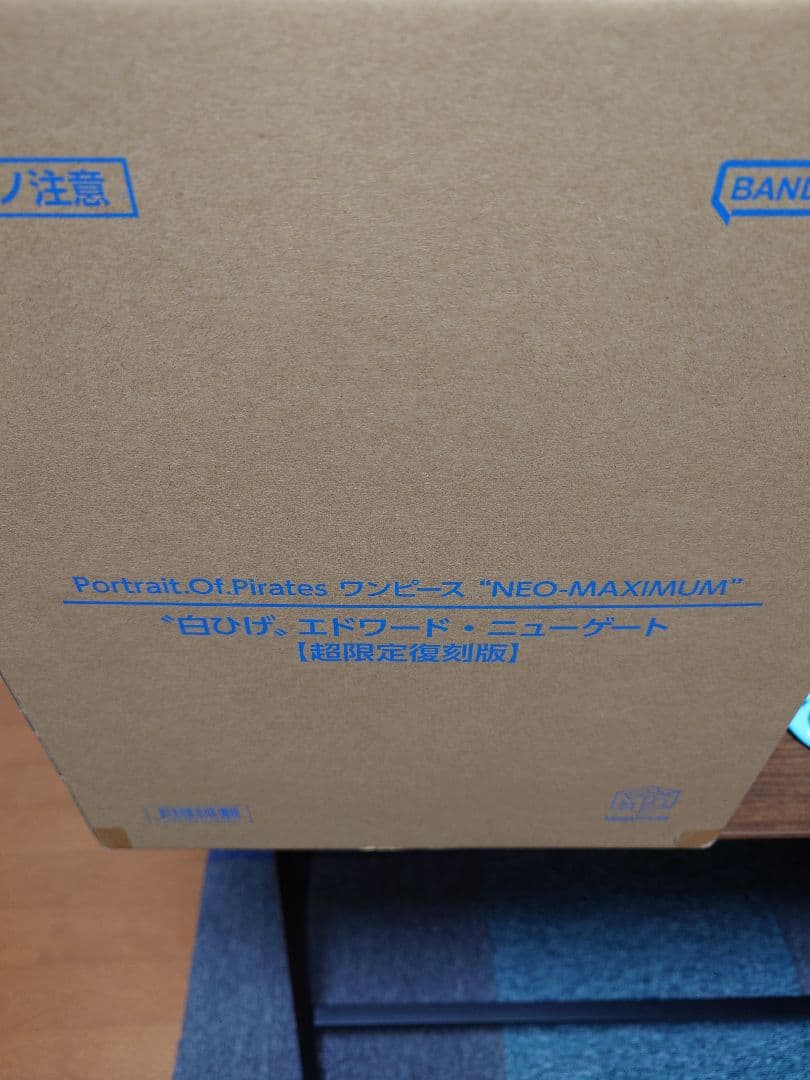 ノ注意
BAND
Portrait.Of.Pirates ワンピース “NEO-MAXIMUM”
〝白ひげ〟エドワード・ニューゲート
【超限定復刻版】
MegaHouse